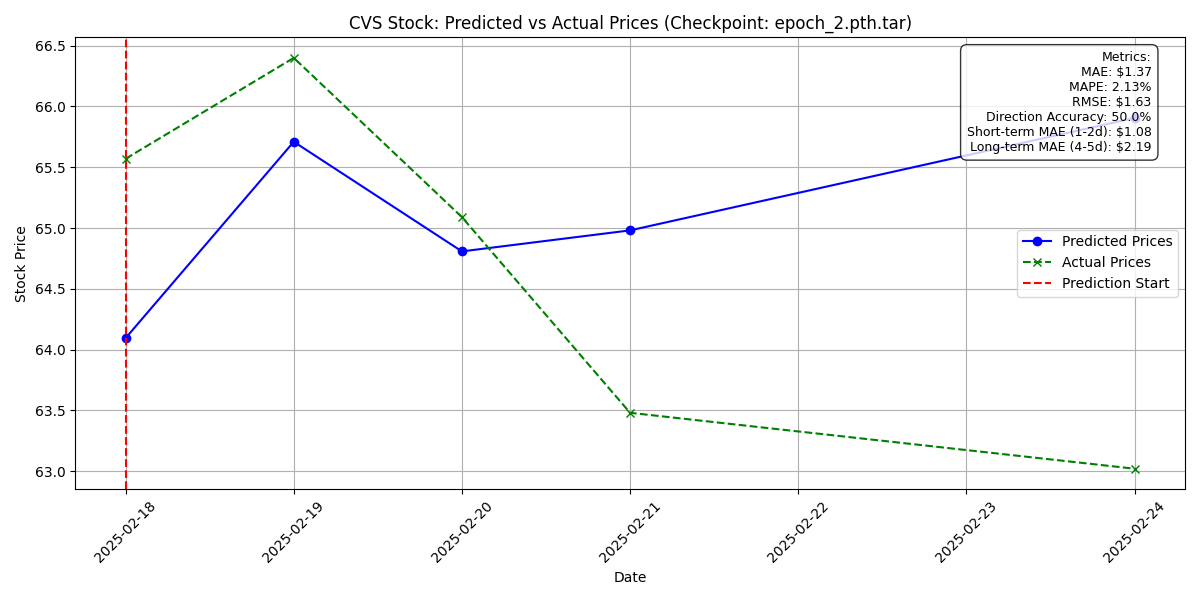 CVS Stock: Predicted vs Actual Prices (Checkpoint: epoch_2.pth.tar)
Metrics:
MAE: $1.37
MAPE: 2.13%
RMSE: $1.63
Direction Accuracy: 50.0%
Short-term MAE (1-2d): $1.08
Long-term MAE (4-5d): $2.19
Predicted Prices
Actual Prices
Prediction Start
Stock Price
66.5
66.0
65.5
65.0
64.5
64.0
63.5
63.0
2025-02-18
2025-02-19
2025-02-20
2025-02-21
2025-02-22
2025-02-23
2025-02-24
Date